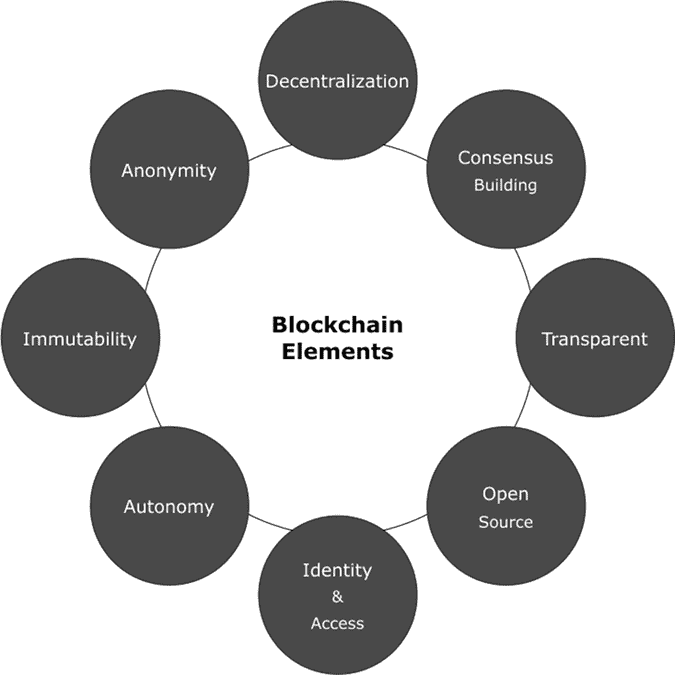 Decentralization
Consensus
Building
Transparent
Open
Source
Identity
&
Access
Autonomy
Immutability
Anonymity
Blockchain
Elements